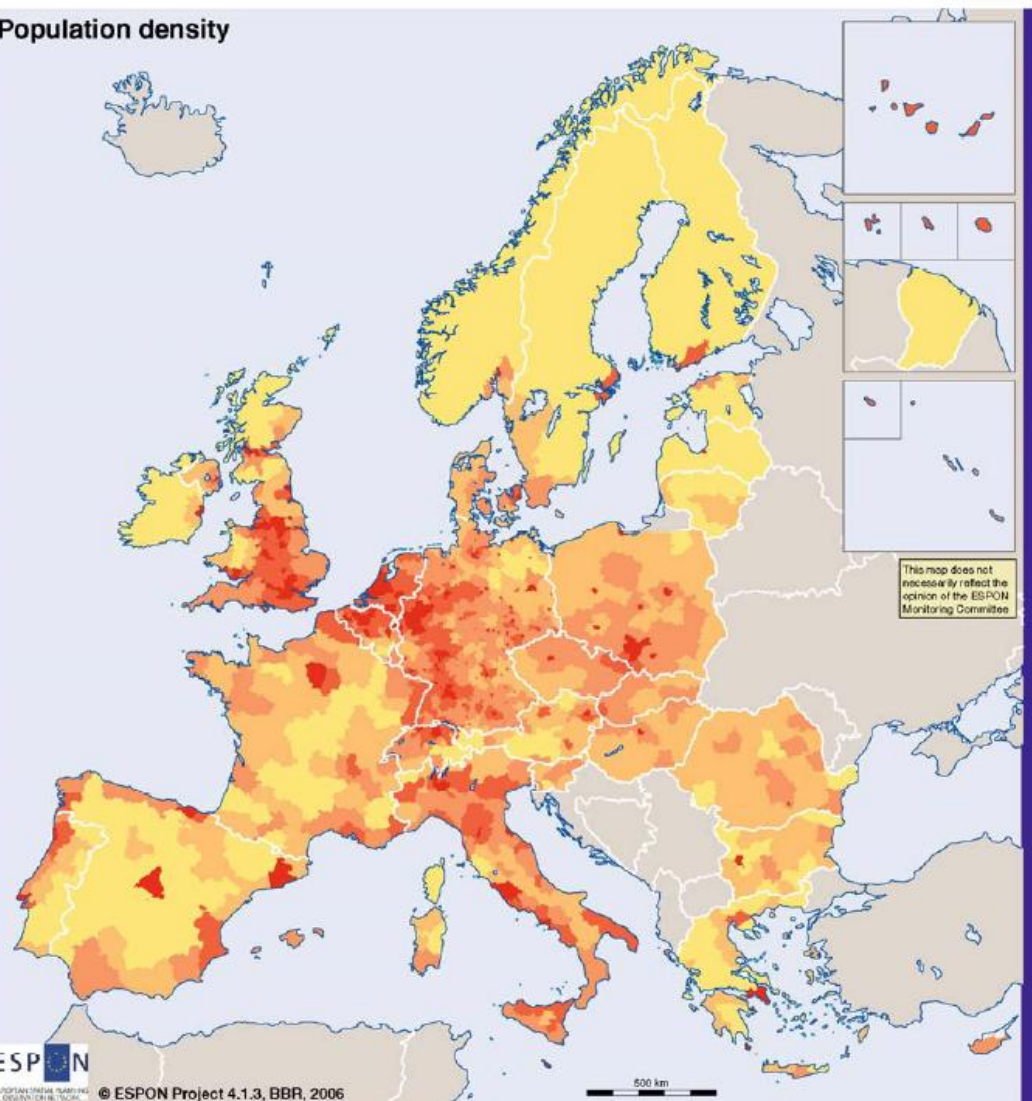 Population density
This map does not
necessarily reflect the
opinion of the ESPON
Monitoring Committee
ESP N
© ESPON Project 4.1.3, BBR, 2006
500 km